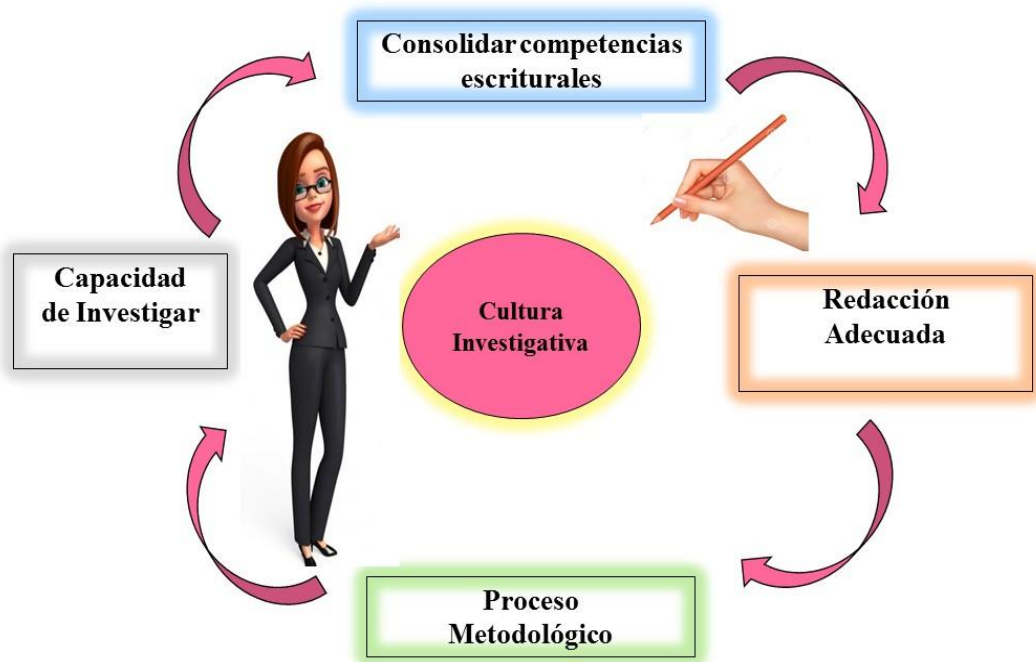 Consolidar competencias
escriturales
Capacidad
de Investigar
Cultura
Investigativa
Redacción
Adecuada
Proceso
Metodológico